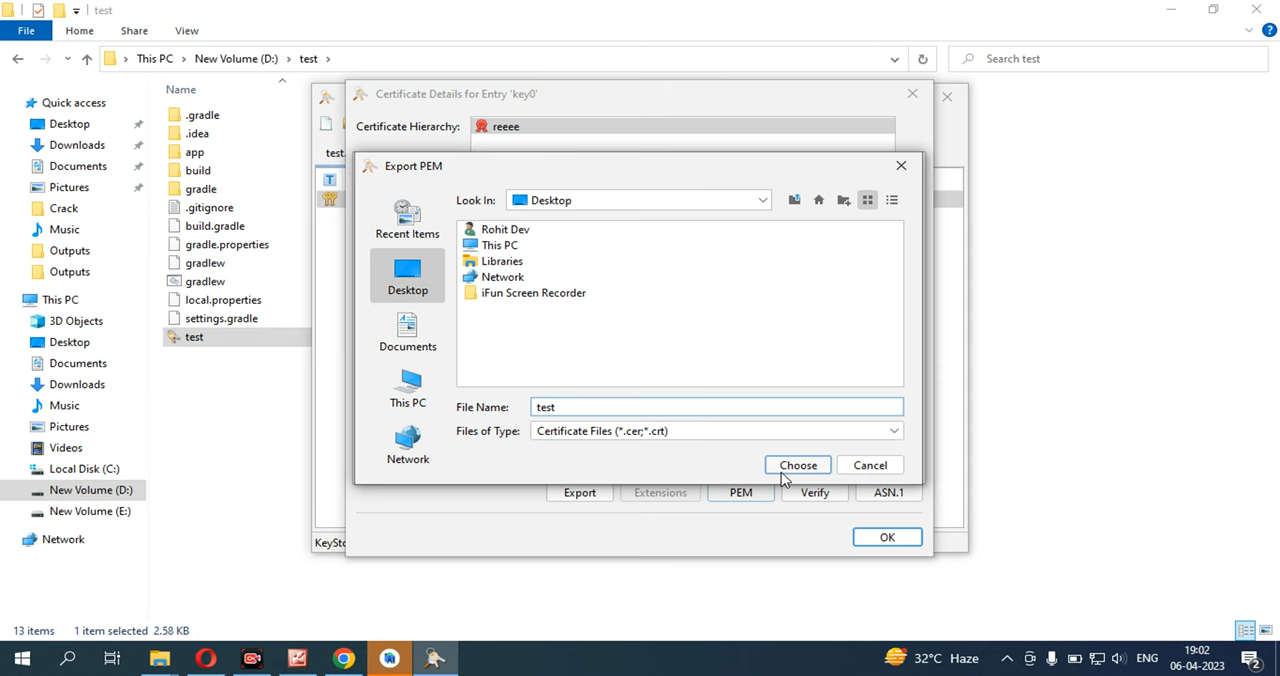 test
File Home Share View
This PC > New Volume (D:) > test >
Search test
Quick access
Desktop
Downloads
Documents
Pictures
Crack
Music
Outputs
Outputs
This PC
3D Objects
Desktop
Documents
Downloads
Music
Pictures
Videos
Local Disk (C:)
New Volume (D:)
New Volume (E:)
Network
Name
.gradle
.idea
app
build
gradle
.gitignore
build.gradle
gradle.properties
gradlew
gradlew
local.properties
settings.gradle
test
test.
T
KeySto
Certificate Details for Entry 'key0'
Certificate Hierarchy: reeee
Export PEM
Look In: Desktop
Recent Items
Desktop
Documents
This PC
Network
Rohit Dev
This PC
Libraries
Network
iFun Screen Recorder
File Name: test
Files of Type: Certificate Files (*.cer;*.crt)
Choose Cancel
Export Extensions PEM Verify ASN.1
OK
13 items 1 item selected 2.58 KB
32°C Haze ENG 19:02
06-04-2023 2